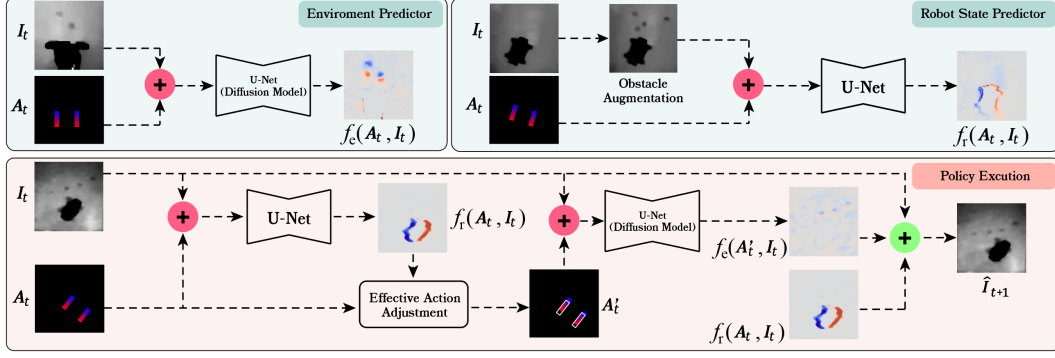 Enviroment Predictor
I_t
A_t
U-Net
(Diffusion Model)
f_e(A_t , I_t)
Robot State Predictor
I_t
Obstacle
Augmentation
A_t
U-Net
f_r(A_t , I_t)
Policy Excution
I_t
U-Net
f_r(A_t , I_t)
U-Net
(Diffusion Model)
f_e(A'_t , I_t)
Î_{t+1}
A_t
Effective Action
Adjustment
A'_t
f_r(A_t , I_t)